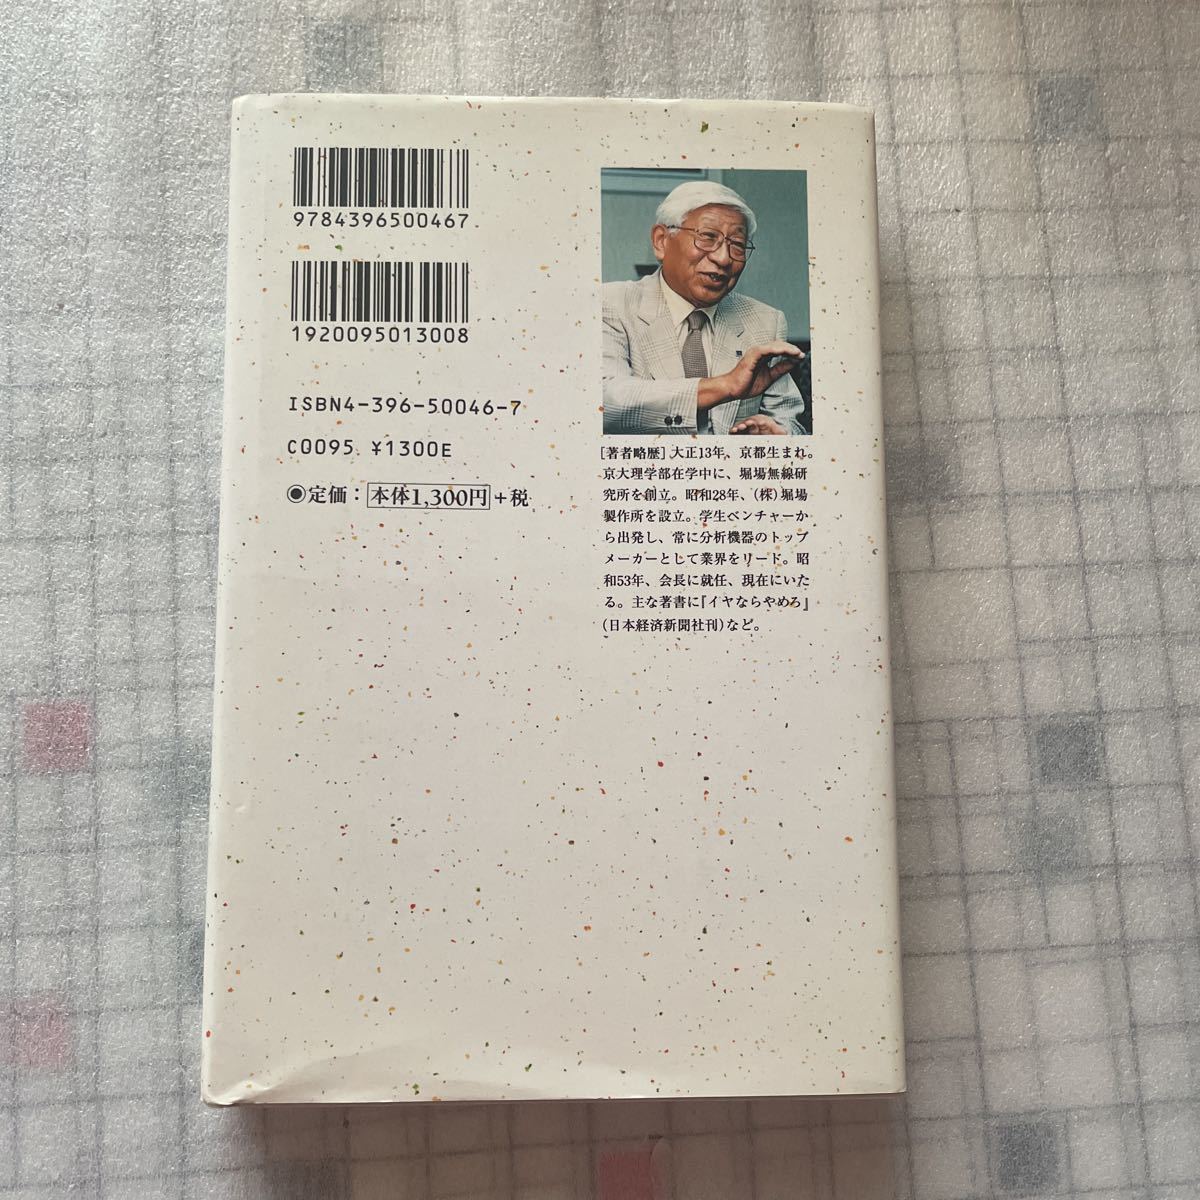 9784396500467
1920095013008
ISBN4-396-50046-7
C0095 ¥1300E
●定価：本体1,300円+税
[著者略歴] 大正13年、京都生まれ。
京大理学部在学中に、堀場無線研
究所を創立。昭和28年、(株)堀場
製作所を設立。学生ベンチャーか
ら出発し、常に分析機器のトップ
メーカーとして業界をリード。昭
和53年、会長に就任、現在にいた
る。主な著書に『イヤならやめろ』
(日本経済新聞社刊)など。